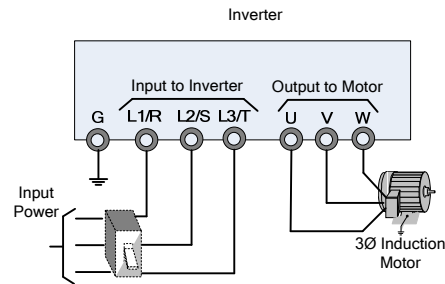 Inverter
Input to Inverter
Output to Motor
G L1/R L2/S L3/T U V W
Input
Power
3Ø Induction
Motor